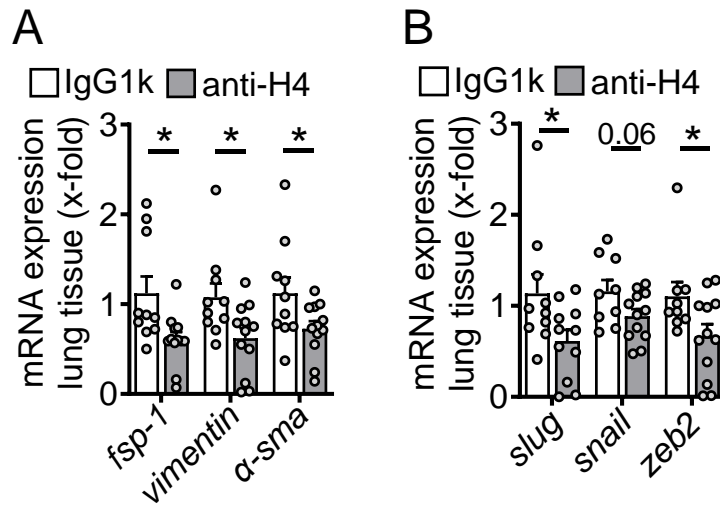 A
IgG1k anti-H4
mRNA expression
lung tissue (x-fold)
3
2
1
0
* * *
fsp-1
vimentin
α-sma
B
IgG1k anti-H4
mRNA expression
lung tissue (x-fold)
3
2
1
0
* 0.06 *
slug
snail
zeb2